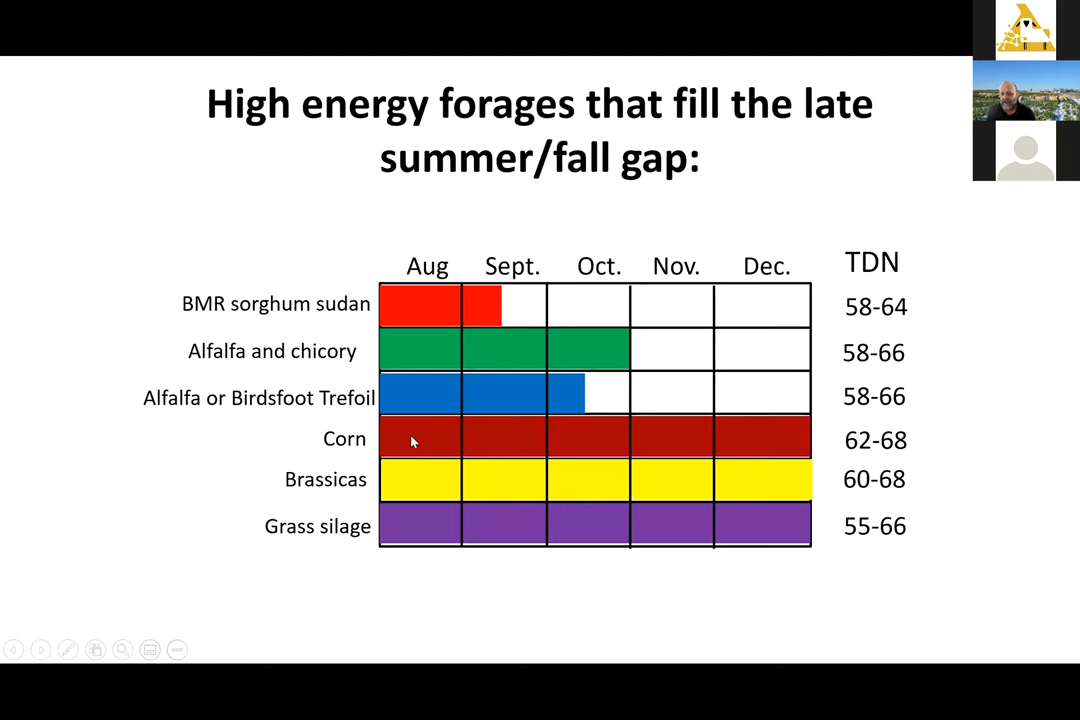 High energy forages that fill the late
summer/fall gap:
Aug Sept. Oct. Nov. Dec. TDN
BMR sorghum sudan 58-64
Alfalfa and chicory 58-66
Alfalfa or Birdsfoot Trefoil 58-66
Corn 62-68
Brassicas 60-68
Grass silage 55-66